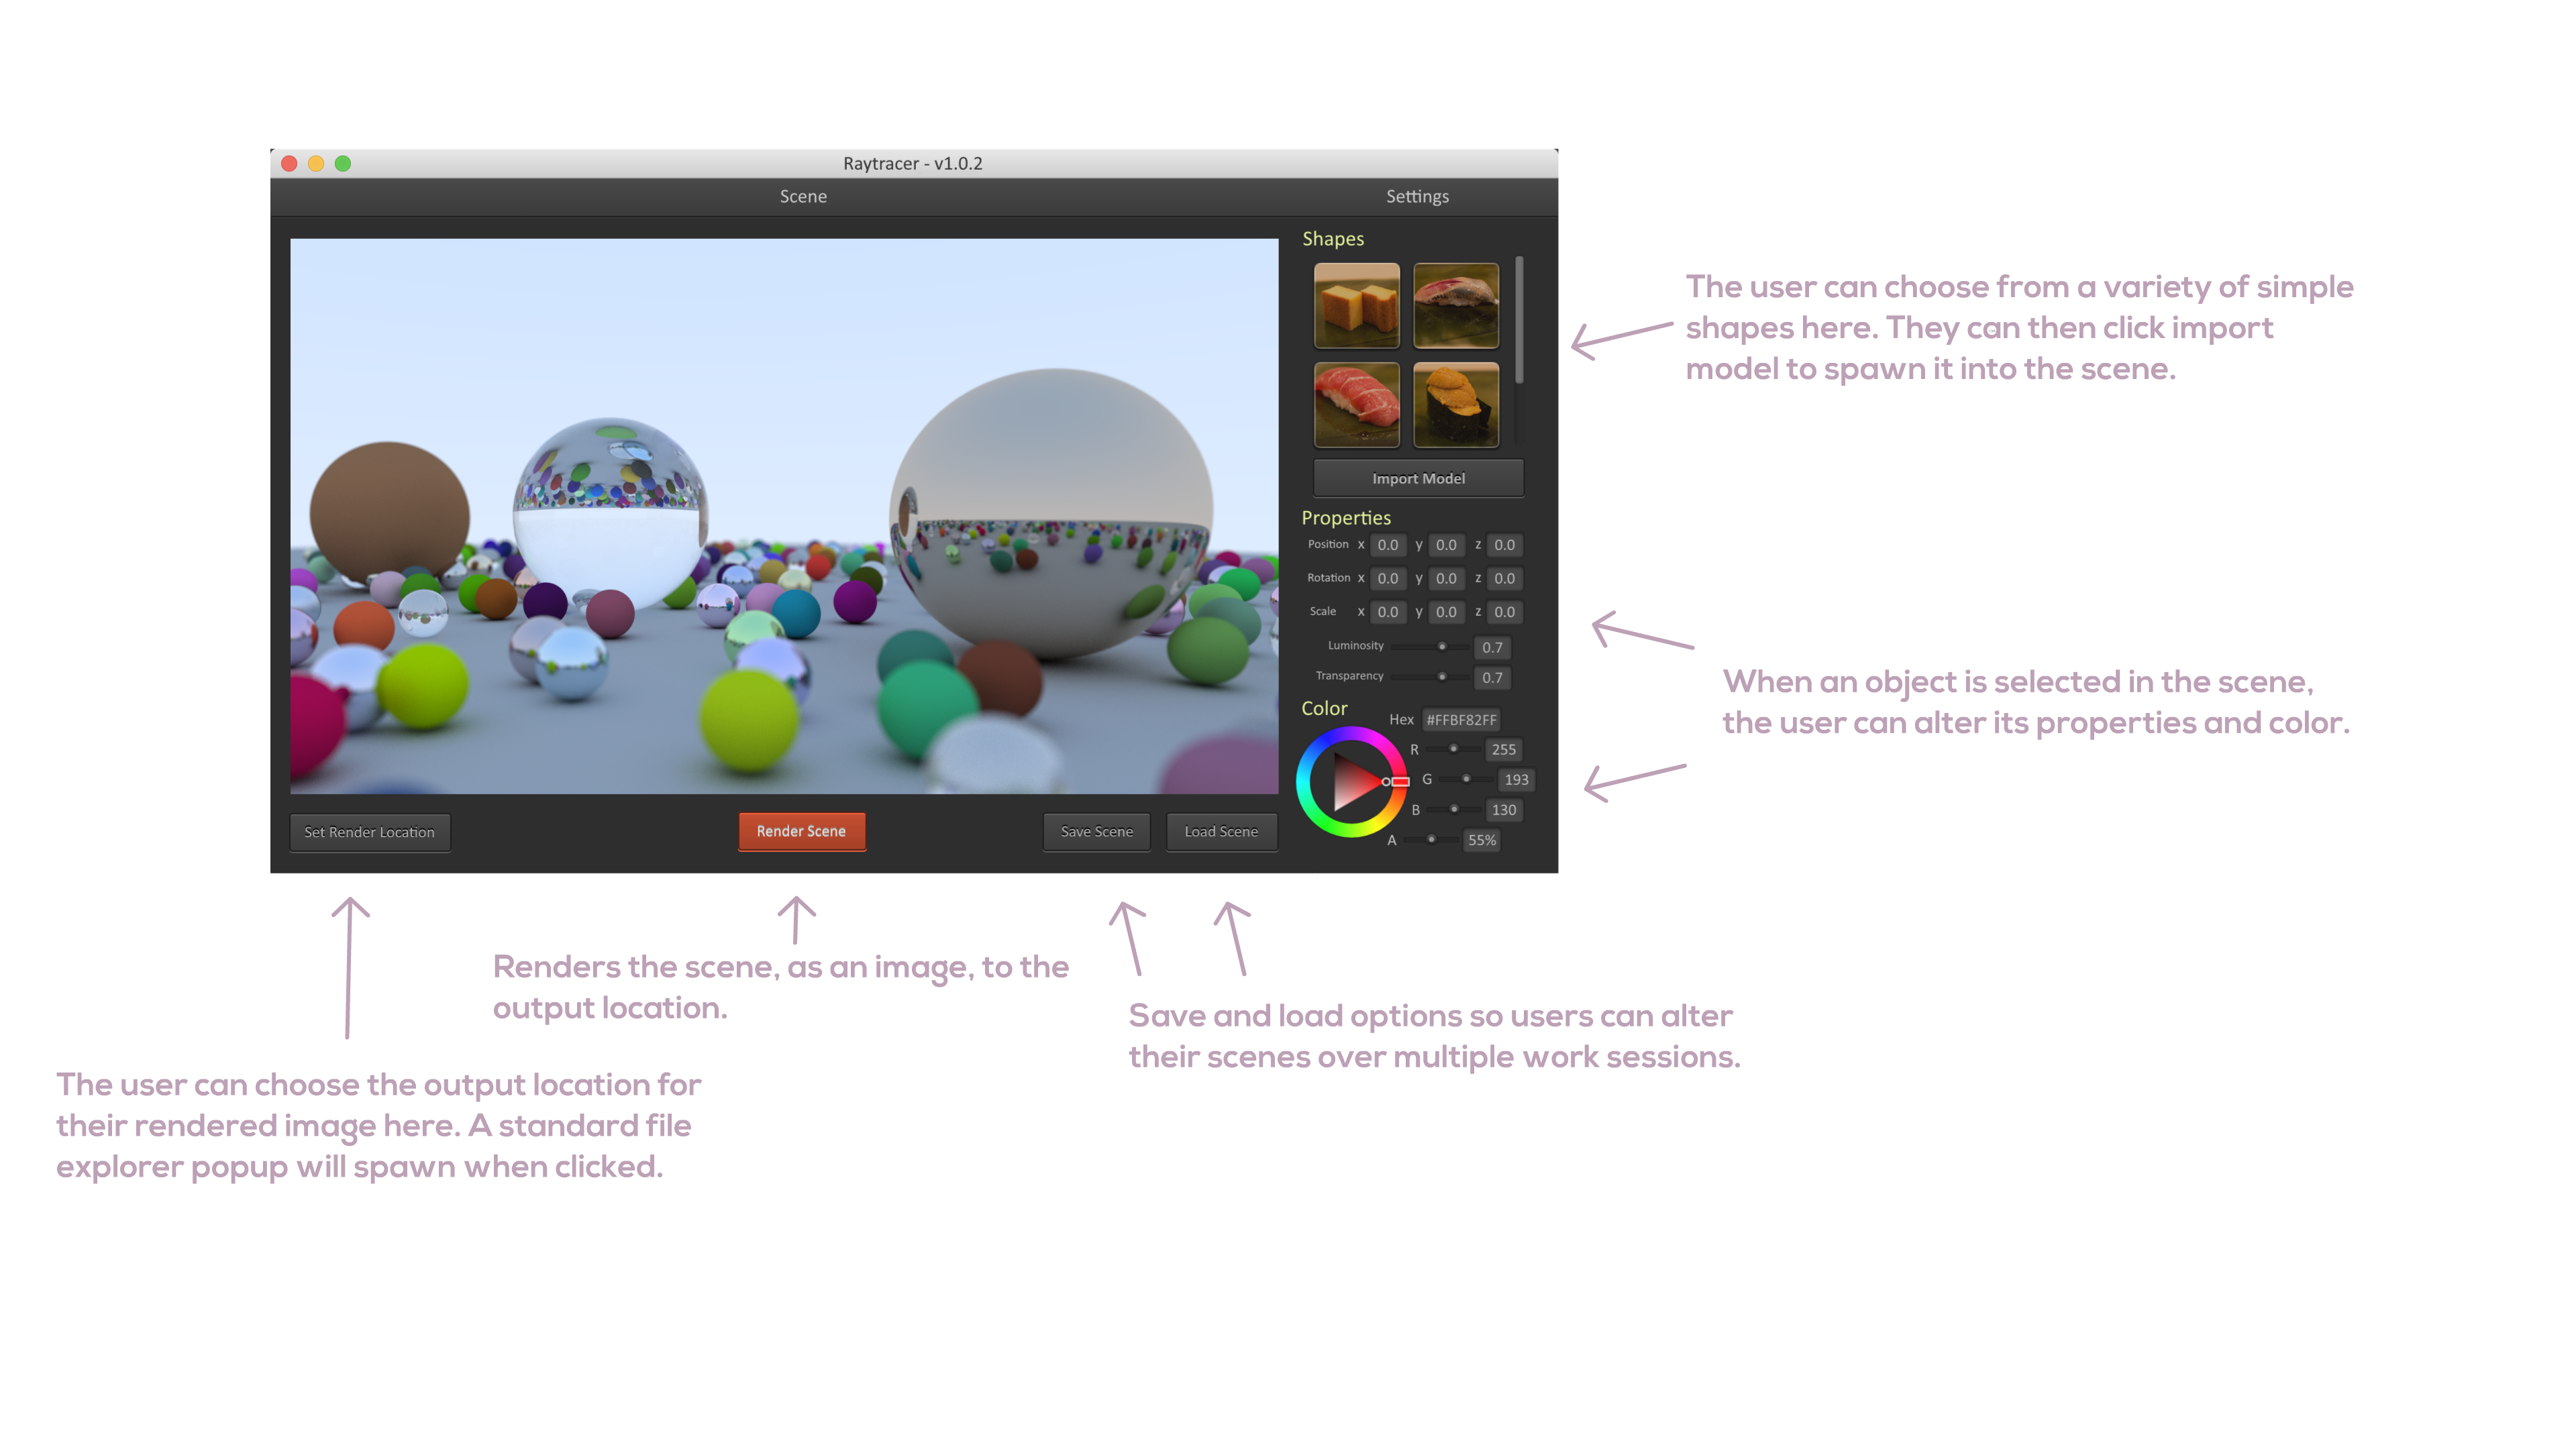 Raytracer - v1.0.2
Scene
Settings
Shapes
Import Model
Properties
Position x 0.0 y 0.0 z 0.0
Rotation x 0.0 y 0.0 z 0.0
Scale x 0.0 y 0.0 z 0.0
Luminosity 0.7
Transparency 0.7
Color
Hex #FFBF82FF
R 255
G 193
B 130
A 55%
Set Render Location
Render Scene
Save Scene
Load Scene
The user can choose from a variety of simple
shapes here. They can then click import
model to spawn it into the scene.
When an object is selected in the scene,
the user can alter its properties and color.
Renders the scene, as an image, to the
output location.
Save and load options so users can alter
their scenes over multiple work sessions.
The user can choose the output location for
their rendered image here. A standard file
explorer popup will spawn when clicked.